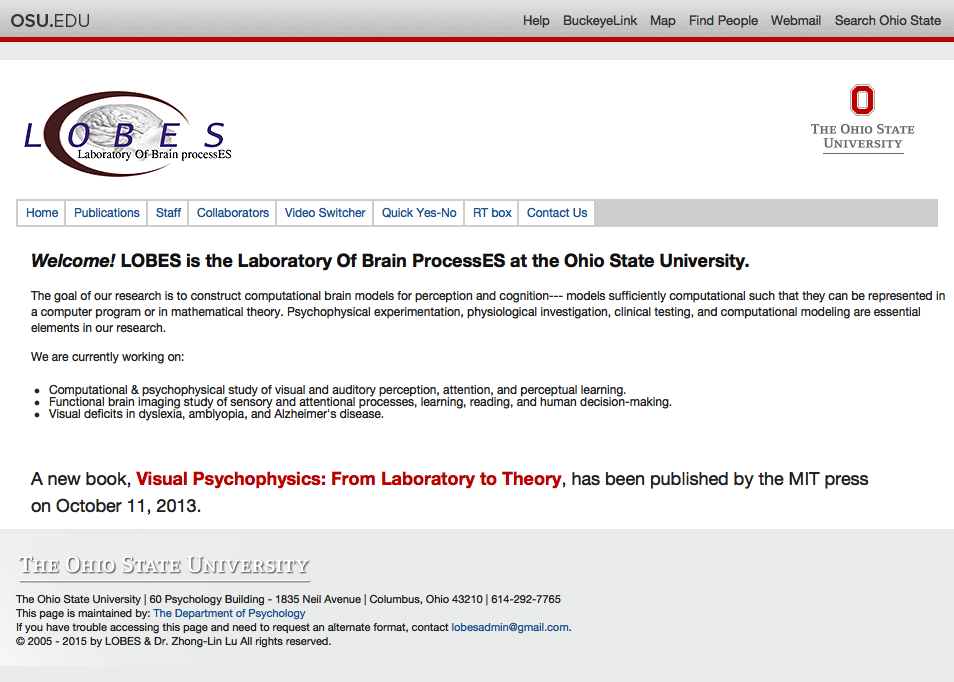 OSU.EDU Help BuckeyeLink Map Find People Webmail Search Ohio State
L O B E S
Laboratory Of Brain processES
O
The Ohio State
University
Home Publications Staff Collaborators Video Switcher Quick Yes-No RT box Contact Us
Welcome! LOBES is the Laboratory Of Brain ProcessES at the Ohio State University.
The goal of our research is to construct computational brain models for perception and cognition--- models sufficiently computational such that they can be represented in
a computer program or in mathematical theory. Psychophysical experimentation, physiological investigation, clinical testing, and computational modeling are essential
elements in our research.
We are currently working on:
• Computational & psychophysical study of visual and auditory perception, attention, and perceptual learning.
• Functional brain imaging study of sensory and attentional processes, learning, reading, and human decision-making.
• Visual deficits in dyslexia, amblyopia, and Alzheimer's disease.
A new book, Visual Psychophysics: From Laboratory to Theory, has been published by the MIT press
on October 11, 2013.
The Ohio State University
The Ohio State University | 60 Psychology Building - 1835 Neil Avenue | Columbus, Ohio 43210 | 614-292-7765
This page is maintained by: The Department of Psychology
If you have trouble accessing this page and need to request an alternate format, contact lobesadmin@gmail.com.
© 2005 - 2015 by LOBES & Dr. Zhong-Lin Lu All rights reserved.